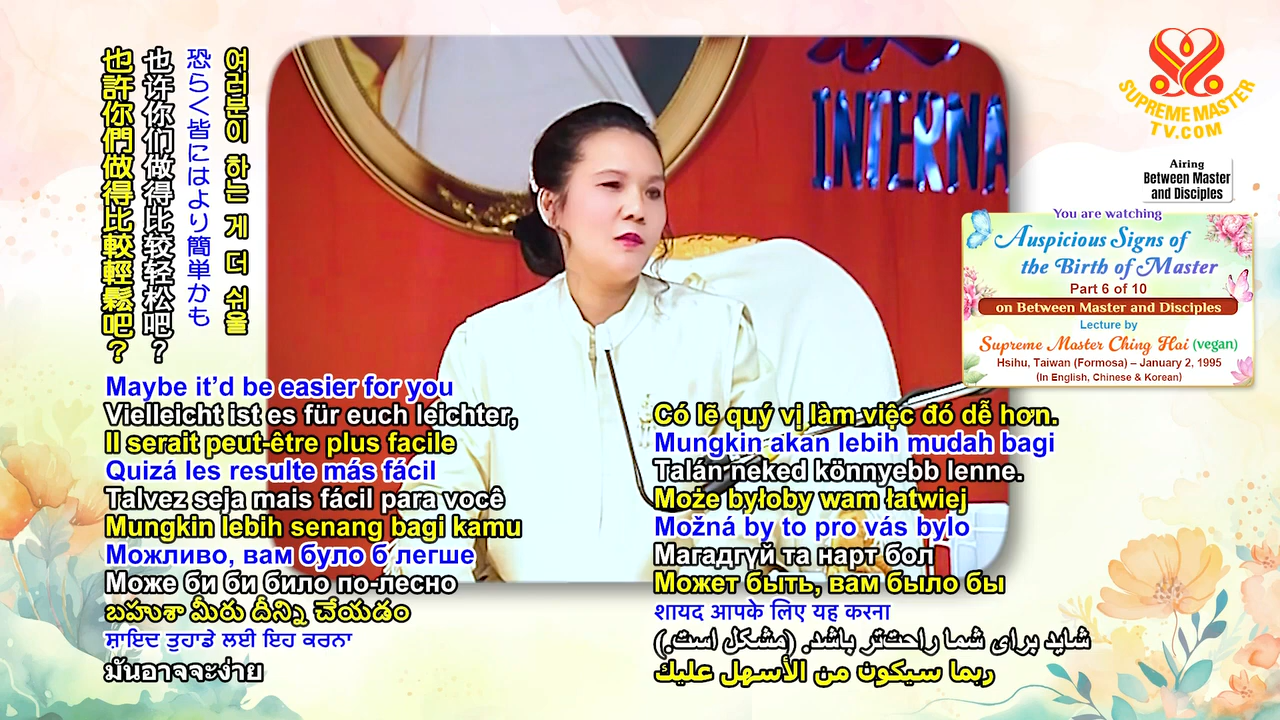 여러분이 하는 게 더 쉬울
恐らく皆にはより簡単かも
也许你们做得比较轻松吧？
也許你們做得比較輕鬆吧？
Maybe it’d be easier for you
Vielleicht ist es für euch leichter,
Il serait peut-être plus facile
Quizá les resulte más fácil
Talvez seja mais fácil para você
Mungkin lebih senang bagi kamu
Можливо, вам було б легше
Може би би било по-лесно
బహుశా మీరు దీన్ని చేయడం
ਸ਼ਾਇਦ ਤੁਹਾਡੇ ਲਈ ਇਹ ਕਰਨਾ
มันอาจจะง่าย
Có lẽ quý vị làm việc đó dễ hơn.
Mungkin akan lebih mudah bagi
Talán neked könnyebb lenne.
Może byłoby wam łatwiej
Možná by to pro vás bylo
Магадгүй та нарт бол
Может быть, вам было бы
शायद आपके लिए यह करना
شاید برای شما راحت‌تر باشد. (مشکل است.)
ربما سيكون من الأسهل عليك
INTERNA
SUPREME MASTER
TV.COM
Airing
Between Master
and Disciples
You are watching
Auspicious Signs of
the Birth of Master
Part 6 of 10
on Between Master and Disciples
Lecture by
Supreme Master Ching Hai (vegan)
Hsihu, Taiwan (Formosa) – January 2, 1995
(In English, Chinese & Korean)